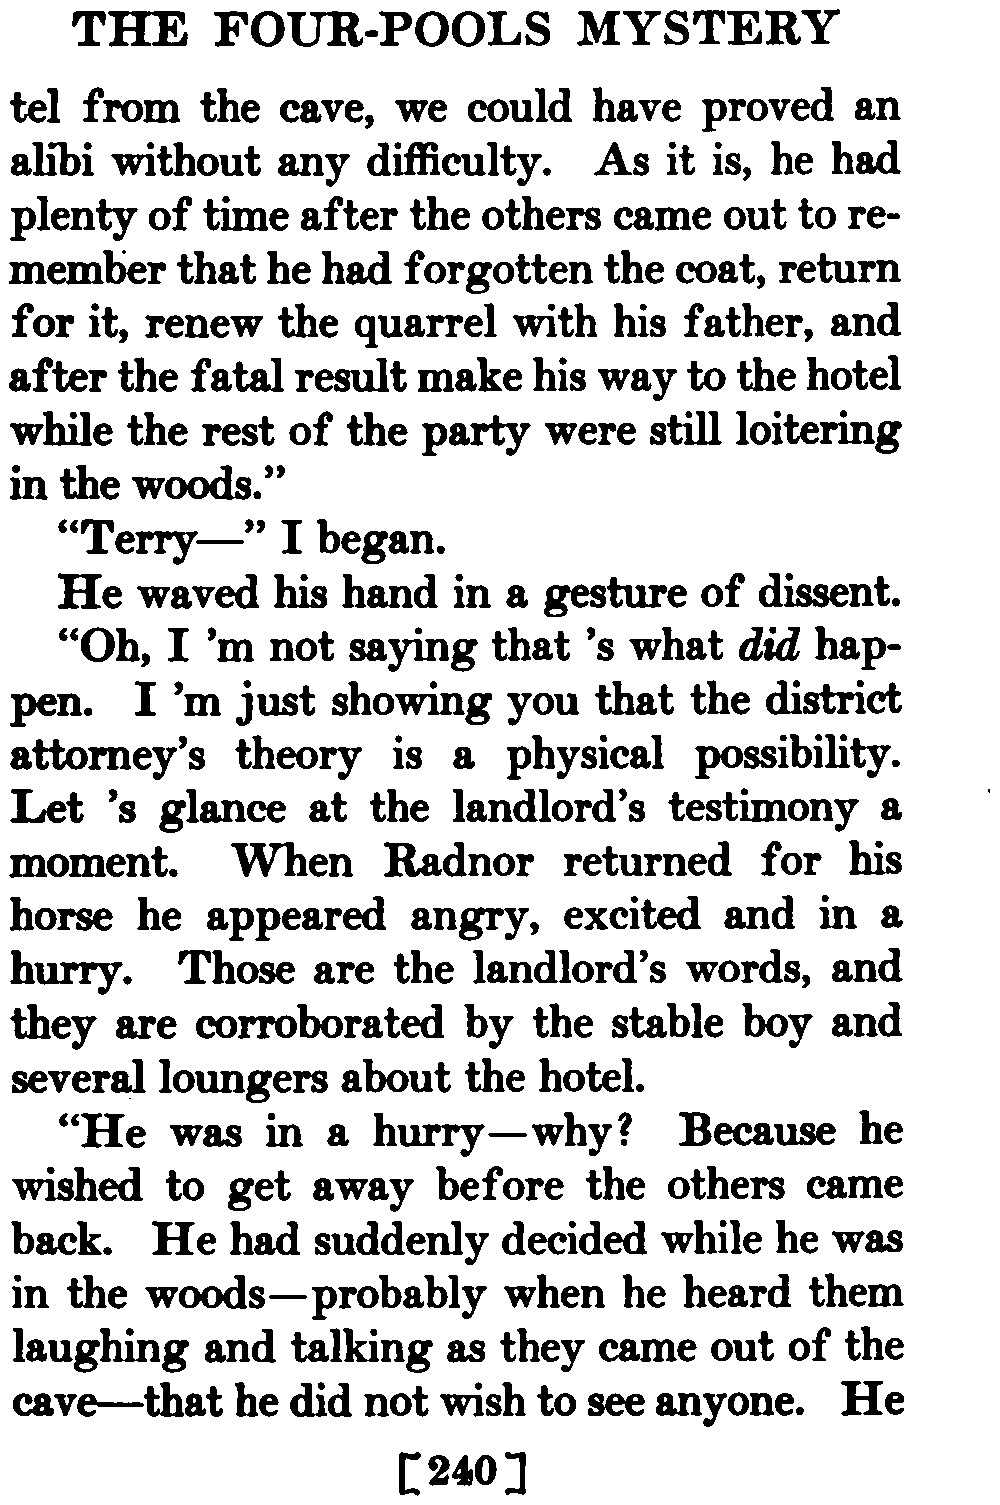 THE FOUR-POOLS MYSTERY
tel from the cave, we could have proved an
alibi without any difficulty. As it is, he had
plenty of time after the others came out to re-
member that he had forgotten the coat, return
for it, renew the quarrel with his father, and
after the fatal result make his way to the hotel
while the rest of the party were still loitering
in the woods.”
“Terry—” I began.
He waved his hand in a gesture of dissent.
“Oh, I ’m not saying that ’s what did hap-
pen. I ’m just showing you that the district
attorney’s theory is a physical possibility.
Let ’s glance at the landlord’s testimony a
moment. When Radnor returned for his
horse he appeared angry, excited and in a
hurry. Those are the landlord’s words, and
they are corroborated by the stable boy and
several loungers about the hotel.
“He was in a hurry—why? Because he
wished to get away before the others came
back. He had suddenly decided while he was
in the woods—probably when he heard them
laughing and talking as they came out of the
cave—that he did not wish to see anyone. He
[240]